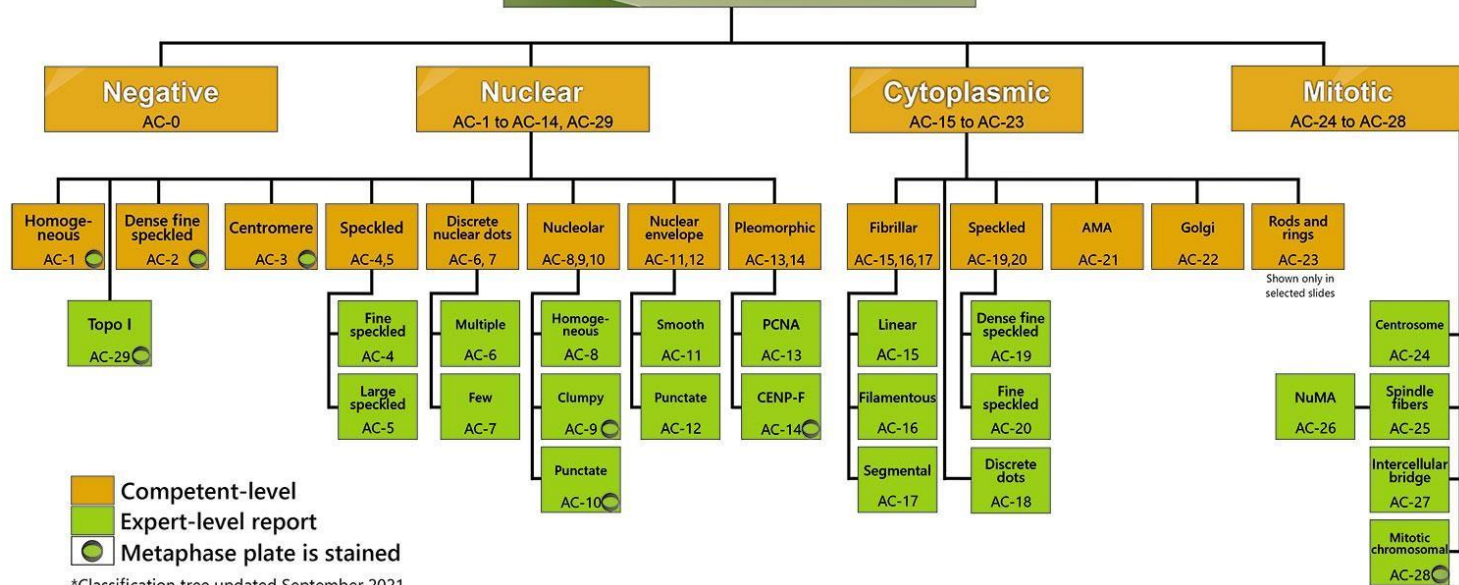 Negative
AC-0
Nuclear
AC-1 to AC-14, AC-29
Cytoplasmic
AC-15 to AC-23
Mitotic
AC-24 to AC-28
Homoge-
neous
AC-1
Dense fine
speckled
AC-2
Centromere
AC-3
Speckled
AC-4,5
Discrete
nuclear dots
AC-6, 7
Nucleolar
AC-8,9,10
Nuclear
envelope
AC-11,12
Pleomorphic
AC-13,14
Fibrillar
AC-15,16,17
Speckled
AC-19,20
AMA
AC-21
Golgi
AC-22
Rods and
rings
AC-23
Shown only in
selected slides
Topo I
AC-29
Fine
speckled
AC-4
Large
speckled
AC-5
Multiple
AC-6
Few
AC-7
Homoge-
neous
AC-8
Clumpy
AC-9
Punctate
AC-10
Smooth
AC-11
Punctate
AC-12
PCNA
AC-13
CENP-F
AC-14
Linear
AC-15
Filamentous
AC-16
Segmental
AC-17
Dense fine
speckled
AC-19
Fine
speckled
AC-20
Discrete
dots
AC-18
Centrosome
AC-24
NuMA
AC-26
Spindle
fibers
AC-25
Intercellular
bridge
AC-27
Mitotic
chromosomal
AC-28
Competent-level
Expert-level report
Metaphase plate is stained
*Classification tree updated September 2021